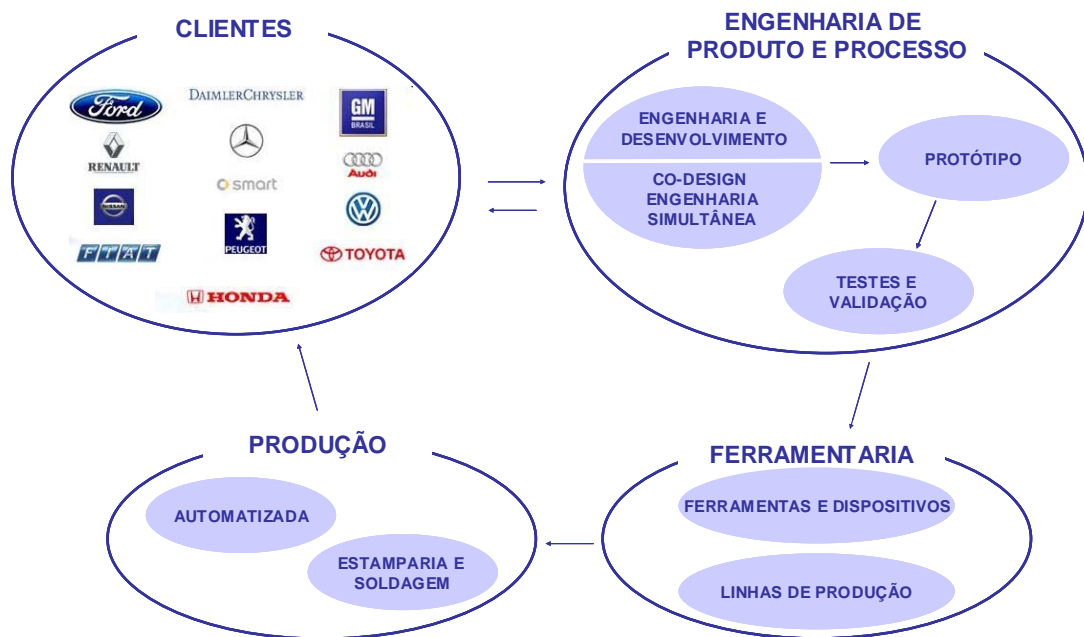 CLIENTES
Ford
DAIMLERCHRYSLER
GM
BRASIL
RENAULT
Audi
smart
NISSAN
PEUGEOT
FIAT
TOYOTA
HONDA
ENGENHARIA DE
PRODUTO E PROCESSO
ENGENHARIA E
DESENVOLVIMENTO
CO-DESIGN
ENGENHARIA
SIMULTÂNEA
PROTÓTIPO
TESTES E
VALIDAÇÃO
PRODUÇÃO
AUTOMATIZADA
ESTAMPARIA E
SOLDAGEM
FERRAMENTARIA
FERRAMENTAS E DISPOSITIVOS
LINHAS DE PRODUÇÃO